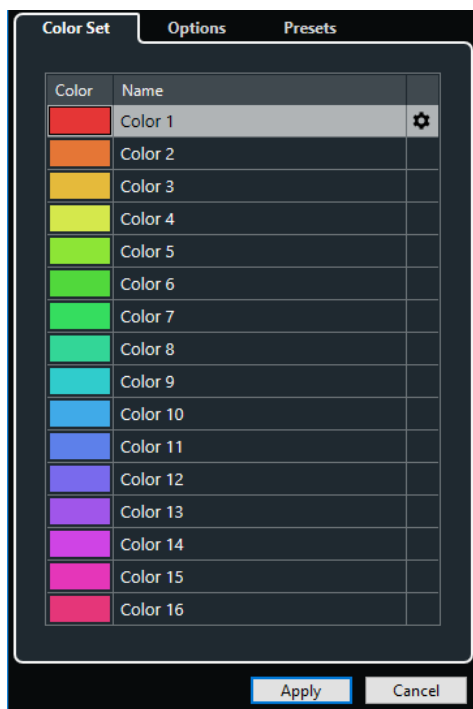 Color Set Options Presets
Color Name
Color 1
Color 2
Color 3
Color 4
Color 5
Color 6
Color 7
Color 8
Color 9
Color 10
Color 11
Color 12
Color 13
Color 14
Color 15
Color 16
Apply Cancel